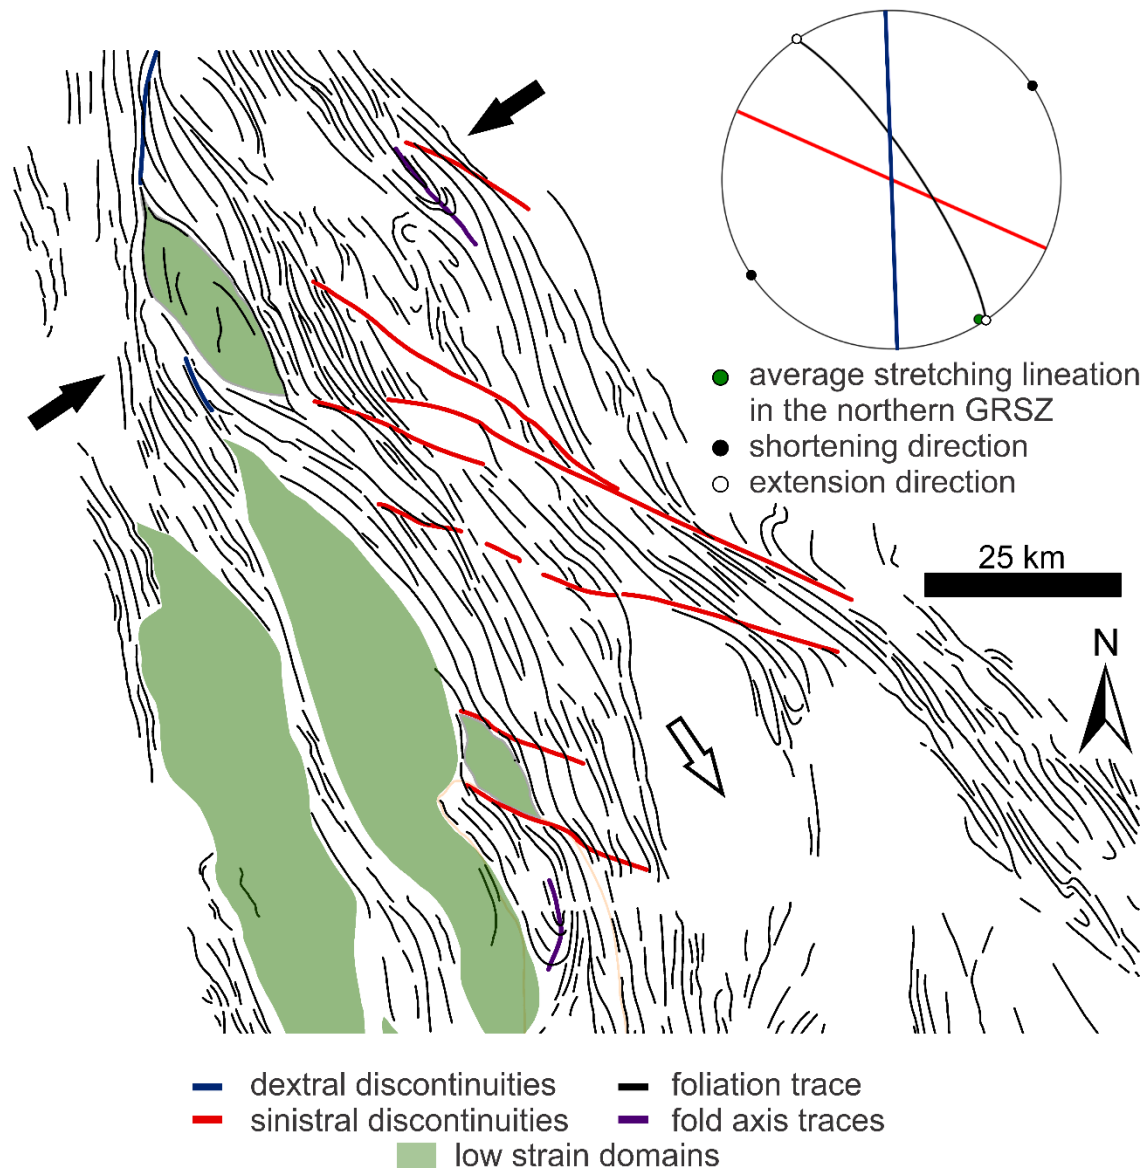 average stretching lineation
in the northern GRSZ
shortening direction
extension direction
25 km
N
dextral discontinuities
foliation trace
sinistral discontinuities
fold axis traces
low strain domains